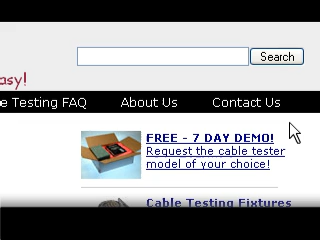 Search
asy!
e Testing FAQ About Us Contact Us
FREE - 7 DAY DEMO!
Request the cable tester
model of your choice!
Cable Testing Fixtures